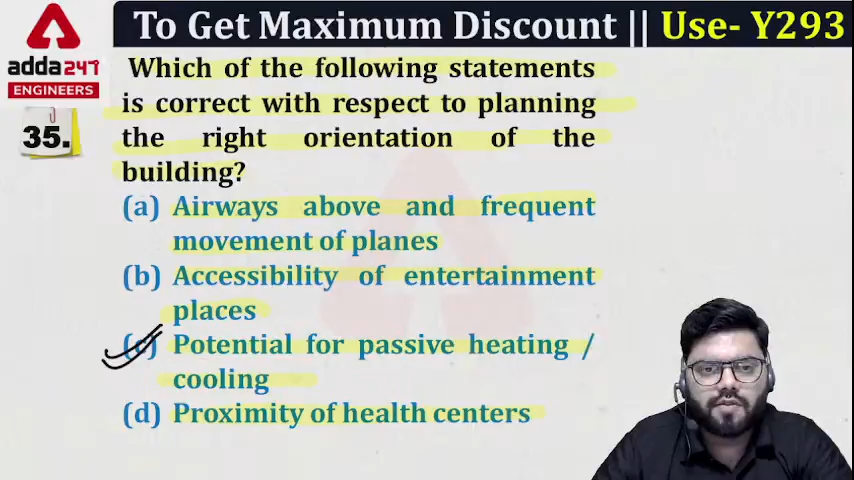 To Get Maximum Discount || Use- Y293
adda247
ENGINEERS
35.
Which of the following statements
is correct with respect to planning
the right orientation of the
building?
(a) Airways above and frequent
movement of planes
(b) Accessibility of entertainment
places
(c) Potential for passive heating /
cooling
(d) Proximity of health centers